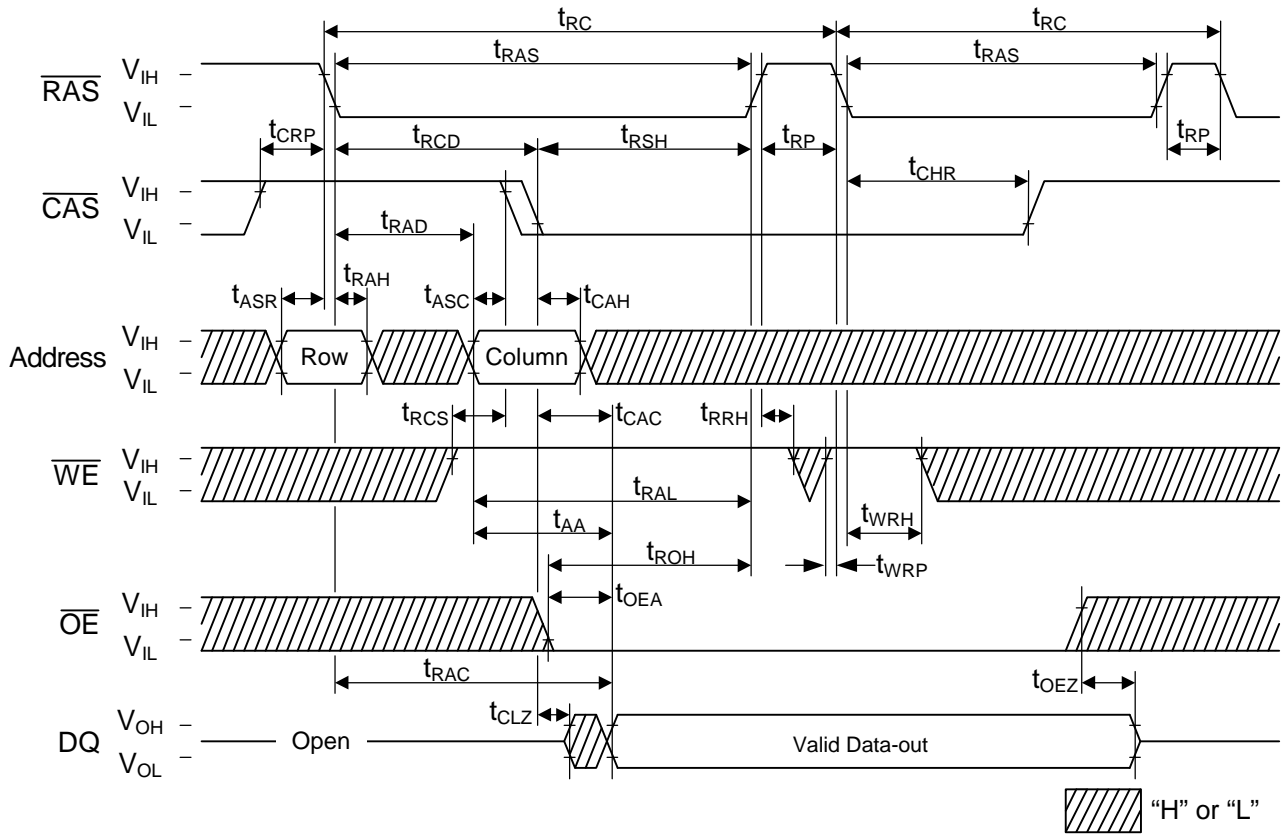 tRC tRC
tRAS tRAS
RAS VIH
VIL
tCRP tRCD tRSH tRP tRP
tCHR
CAS VIH
VIL
tRAD
tRAH
tASR tASC tCAH
Address VIH
VIL
Row Column
tRCS tCAC tRRH
WE VIH
VIL
tRAL
tAA tWRH
tROH tWRP
tOEA
OE VIH
VIL
tRAC tOEZ
tCLZ
DQ VOH
VOL
Open Valid Data-out
“H” or “L”